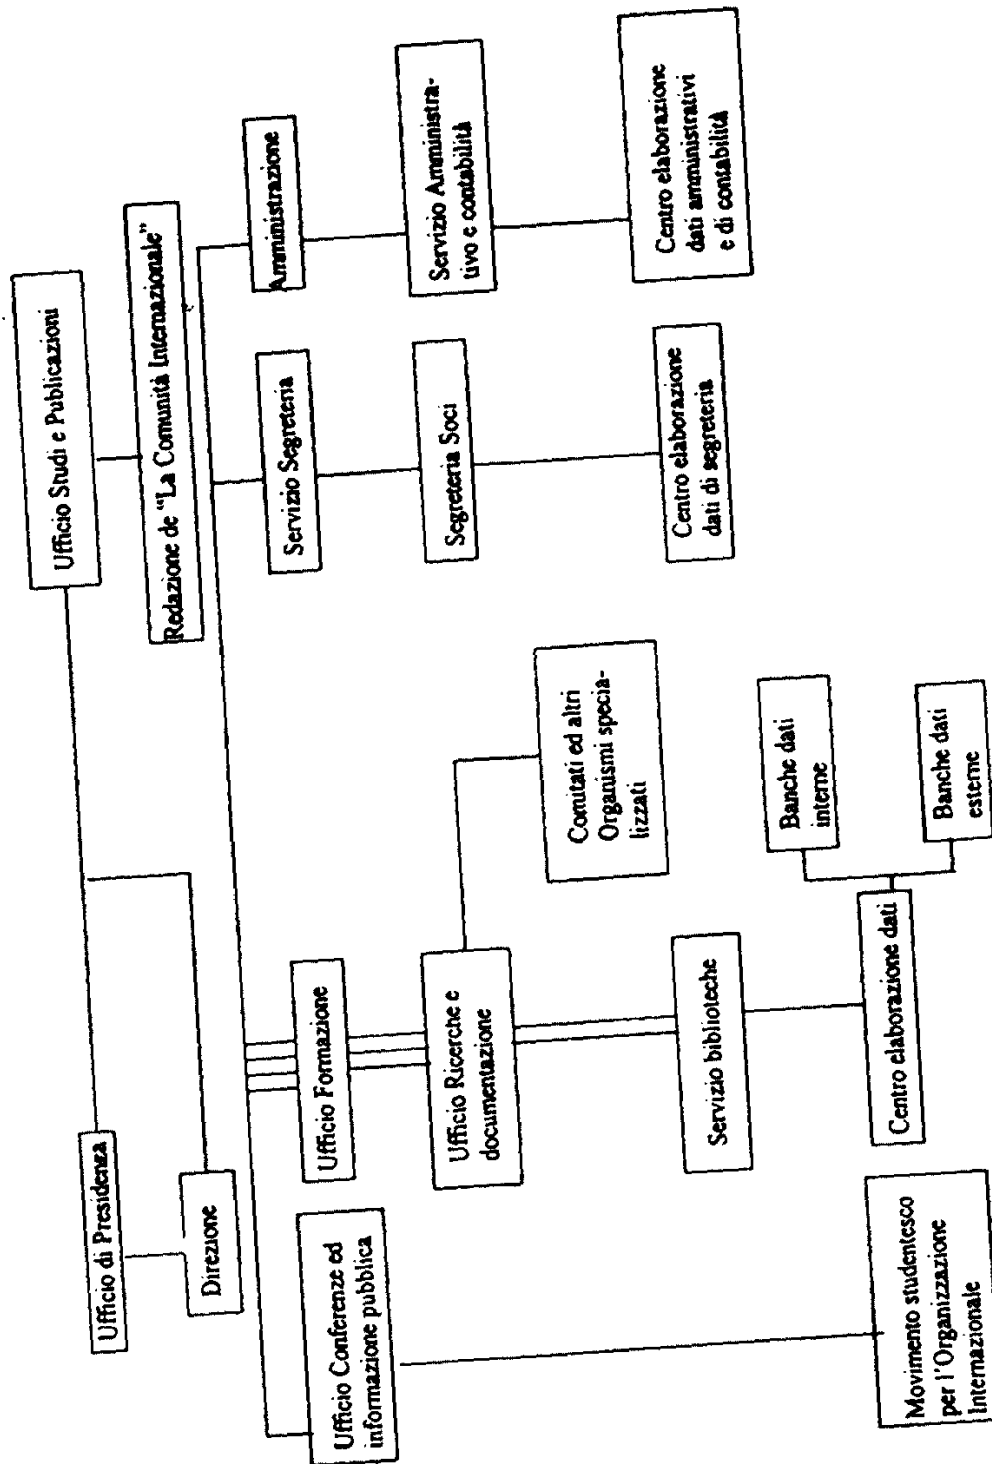 Ufficio di Presidenza
Ufficio Studi e Publicazioni
Direzione
Redazione de "La Comunità Internazionale"
Ufficio Conferenze ed
informazione pubblica
Ufficio Formazione
Servizio Segreteria
Amministrazione
Ufficio Ricerche e
documentazione
Segreteria Soci
Servizio Amministra-
tivo e contabilità
Comitati ed altri
Organismi specia-
lizzati
Servizio biblioteche
Centro elaborazione
dati di segreteria
Centro elaborazione
dati amministrativi
e di contabilità
Movimento studentesco
per l'Organizzazione
Internazionale
Centro elaborazione dati
Banche dati
interne
Banche dati
esterne